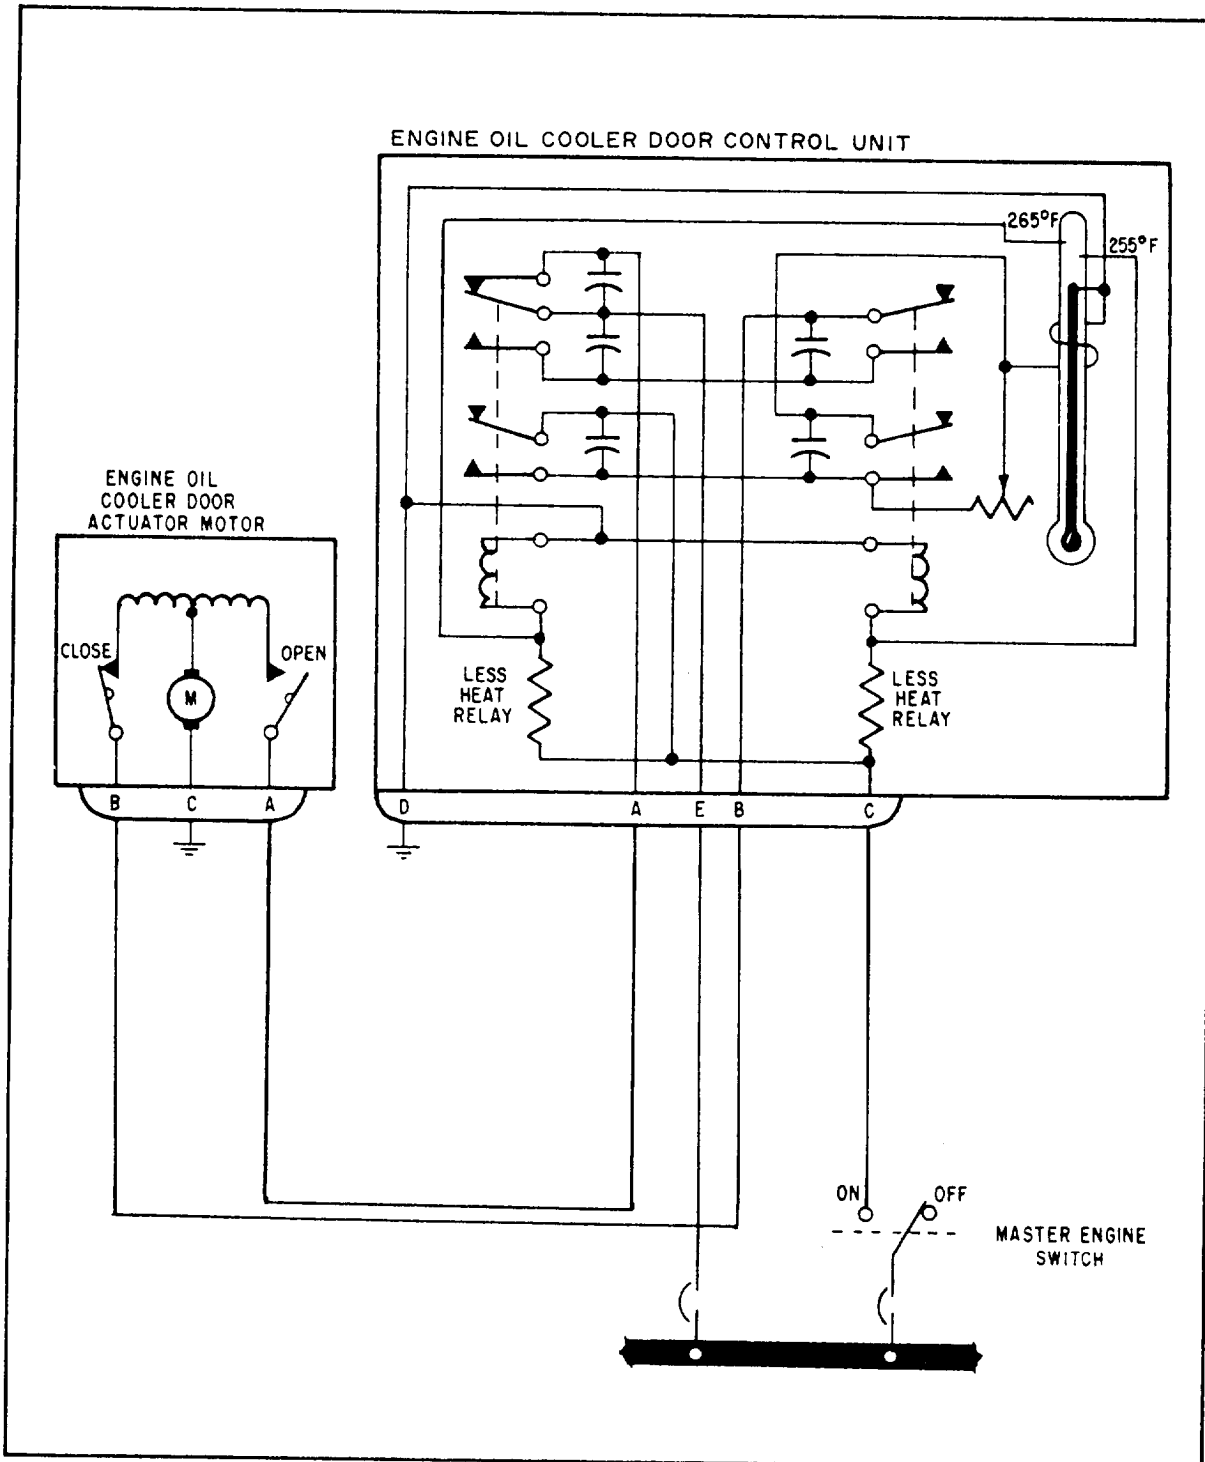 ENGINE OIL COOLER DOOR CONTROL UNIT
265°F
255°F
ENGINE OIL
COOLER DOOR
ACTUATOR MOTOR
CLOSE
OPEN
M
LESS
HEAT
RELAY
LESS
HEAT
RELAY
B C A
D A E B C
ON OFF
MASTER ENGINE
SWITCH